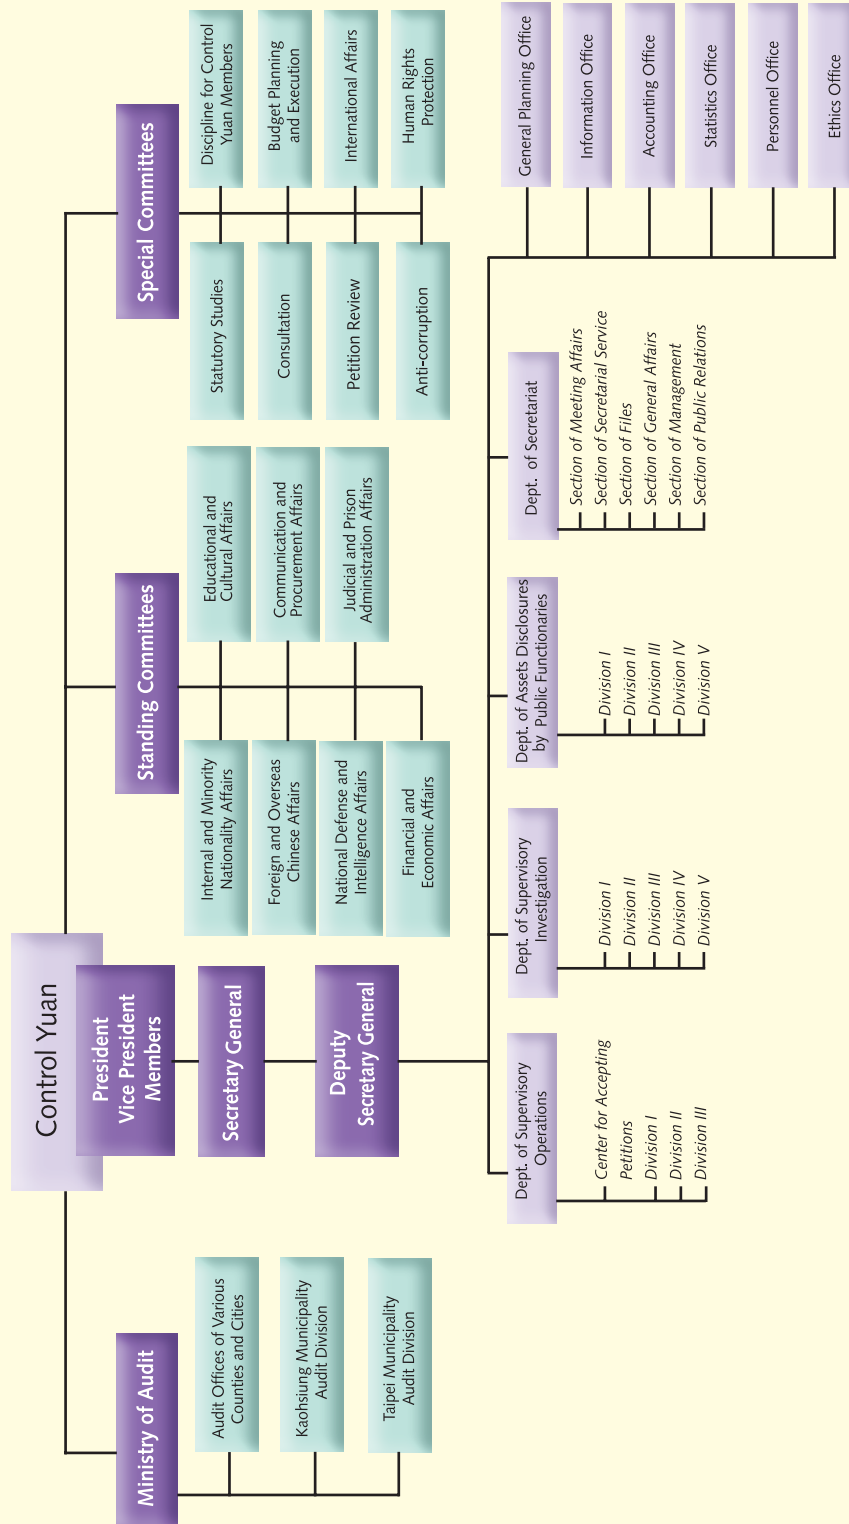 Control Yuan
President
Vice President
Members
Secretary General
Deputy
Secretary General
Ministry of Audit
Audit Offices of Various
Counties and Cities
Kaohsiung Municipality
Audit Division
Taipei Municipality
Audit Division
Standing Committees
Internal and Minority
Nationality Affairs
Educational and
Cultural Affairs
Foreign and Overseas
Chinese Affairs
Communication and
Procurement Affairs
National Defense and
Intelligence Affairs
Judicial and Prison
Administration Affairs
Financial and
Economic Affairs
Special Committees
Statutory Studies
Discipline for Control
Yuan Members
Consultation
Budget Planning
and Execution
Petition Review
International Affairs
Anti-corruption
Human Rights
Protection
Dept. of Supervisory
Operations
Center for Accepting
Petitions
Division I
Division II
Division III
Dept. of Supervisory
Investigation
Division I
Division II
Division III
Division IV
Division V
Dept. of Assets Disclosures
by Public Functionaries
Division I
Division II
Division III
Division IV
Division V
Dept. of Secretariat
Section of Meeting Affairs
Section of Secretarial Service
Section of Files
Section of General Affairs
Section of Management
Section of Public Relations
General Planning Office
Information Office
Accounting Office
Statistics Office
Personnel Office
Ethics Office